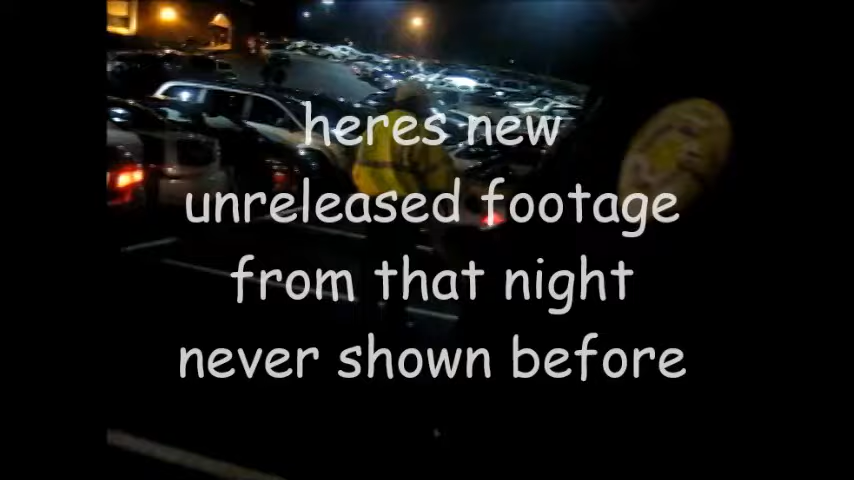 heres new
unreleased footage
from that night
never shown before